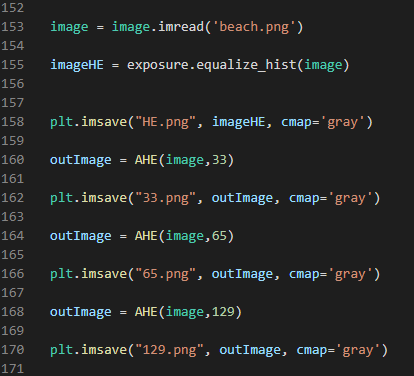 152
153 image = image.imread('beach.png')
154
155 imageHE = exposure.equalize_hist(image)
156
157
158 plt.imsave("HE.png", imageHE, cmap='gray')
159
160 outImage = AHE(image,33)
161
162 plt.imsave("33.png", outImage, cmap='gray')
163
164 outImage = AHE(image,65)
165
166 plt.imsave("65.png", outImage, cmap='gray')
167
168 outImage = AHE(image,129)
169
170 plt.imsave("129.png", outImage, cmap='gray')
171